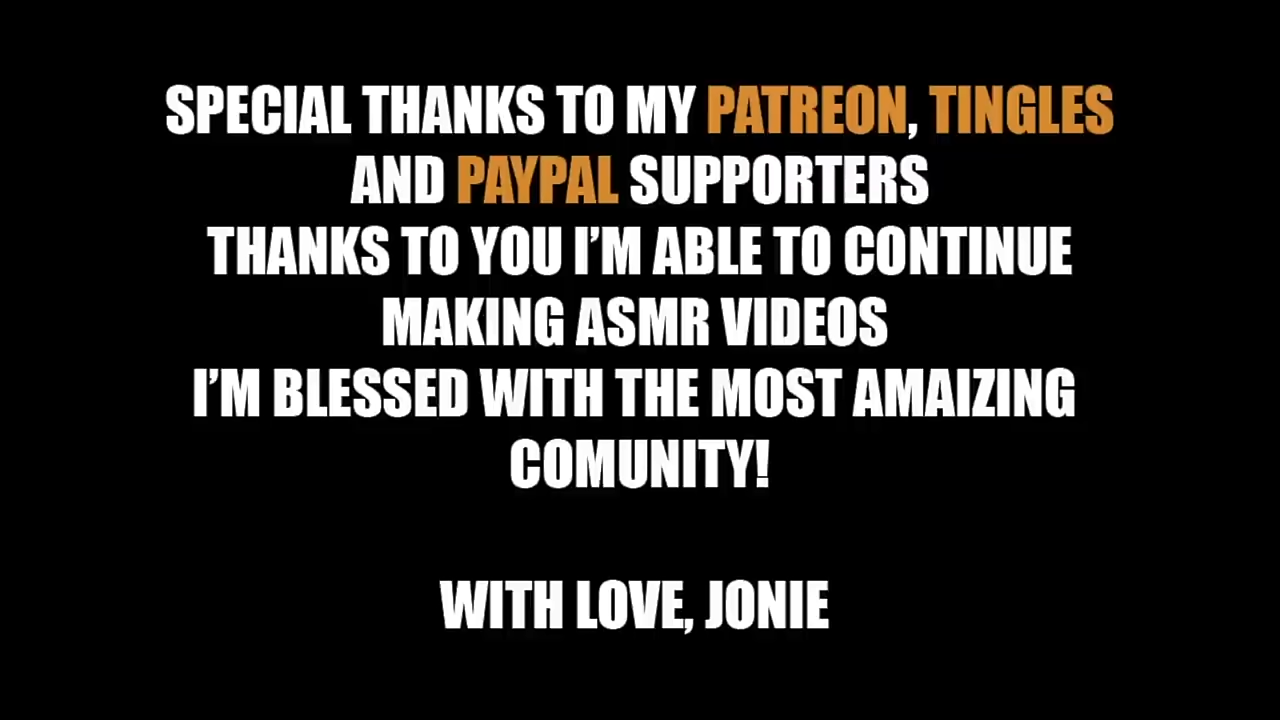 SPECIAL THANKS TO MY PATREON, TINGLES
AND PAYPAL SUPPORTERS
THANKS TO YOU I’M ABLE TO CONTINUE
MAKING ASMR VIDEOS
I’M BLESSED WITH THE MOST AMAIZING
COMUNITY!
WITH LOVE, JONIE